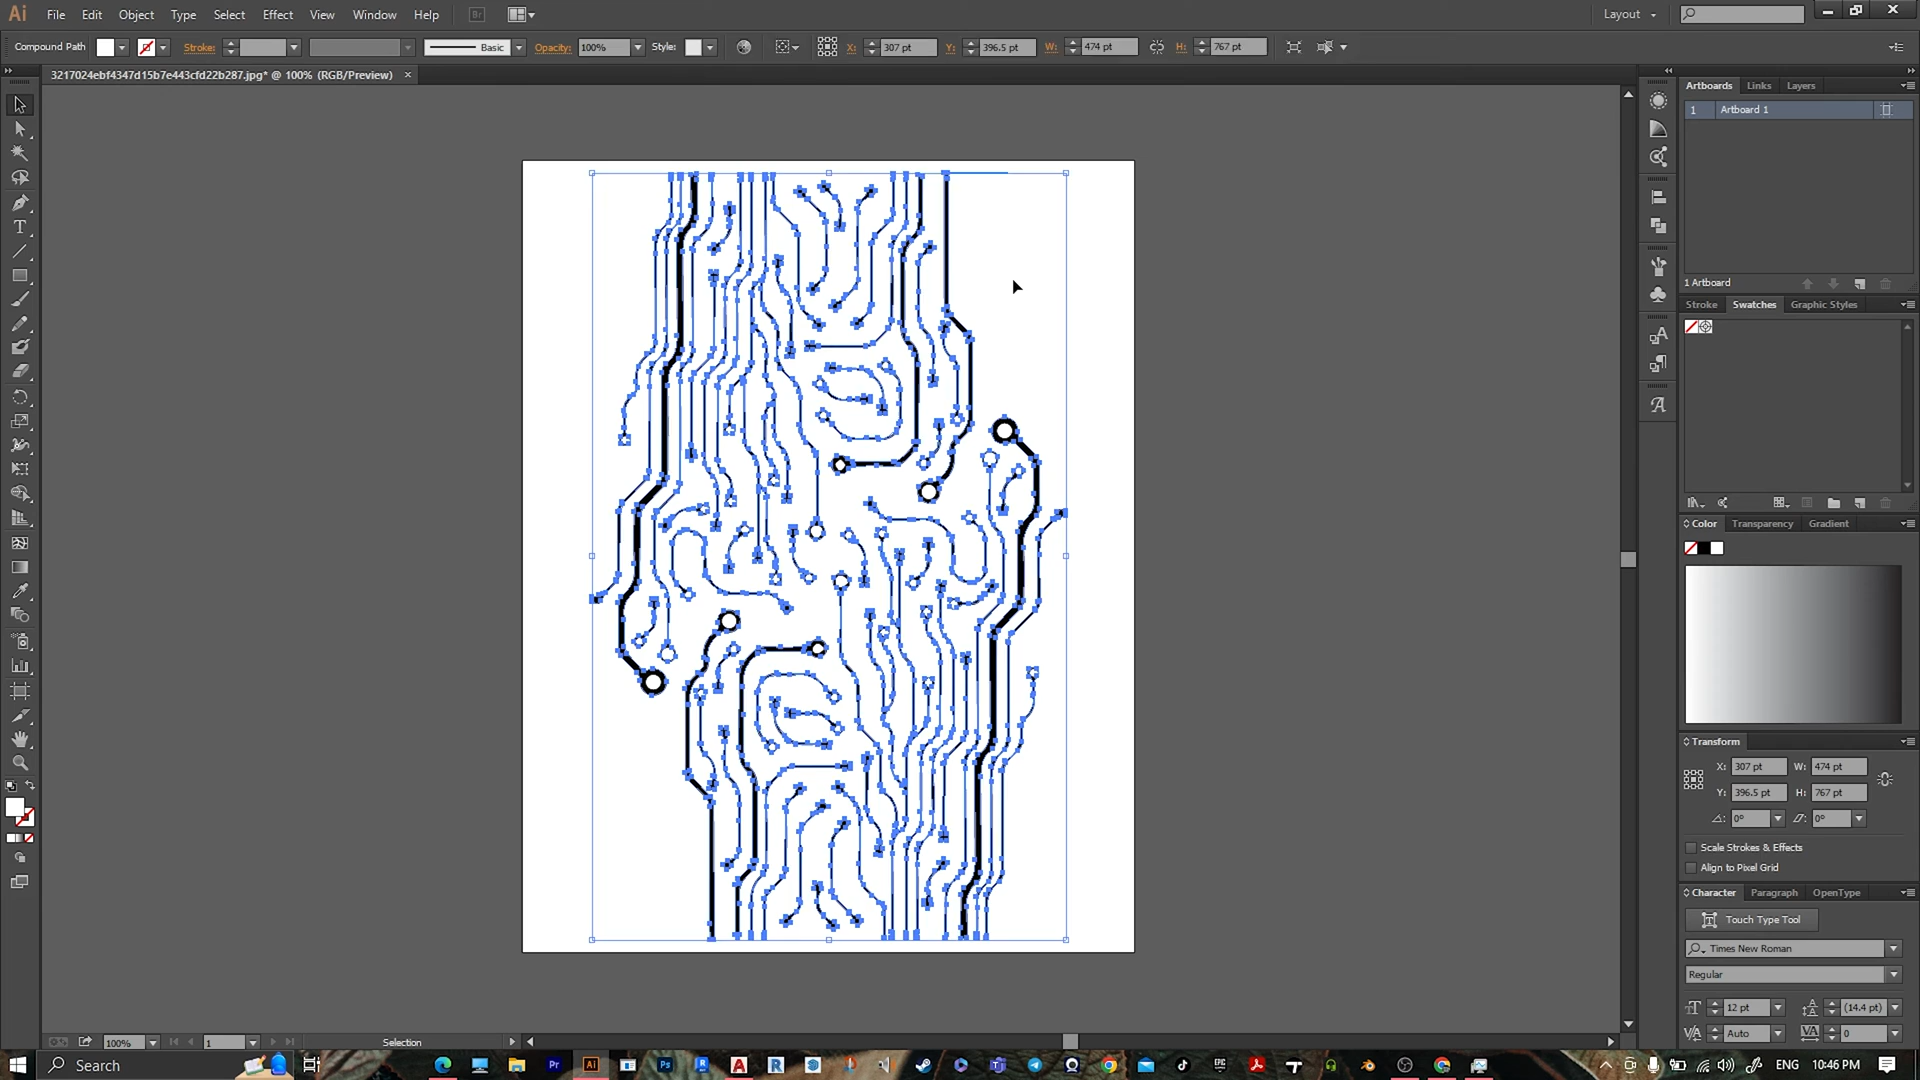 Ai File Edit Object Type Select Effect View Window Help Br Layout
Compound Path Stroke: Basic Opacity: 100% Style: X: 307 pt Y: 396.5 pt W: 474 pt H: 767 pt
3217024ebf4347d15b7e443cfd22b287.jpg* @ 100% (RGB/Preview) ×
Artboards Links Layers
1 Artboard 1
1 Artboard
Stroke Swatches Graphic Styles
Color Transparency Gradient
Transform
X: 307 pt W: 474 pt
Y: 396.5 pt H: 767 pt
0° 0°
Scale Strokes & Effects
Align to Pixel Grid
Character Paragraph OpenType
Touch Type Tool
Times New Roman
Regular
12 pt (14.4 pt)
Auto 0
100% 1 Selection
Search Pr Ai Ps A R ENG 10:46 PM